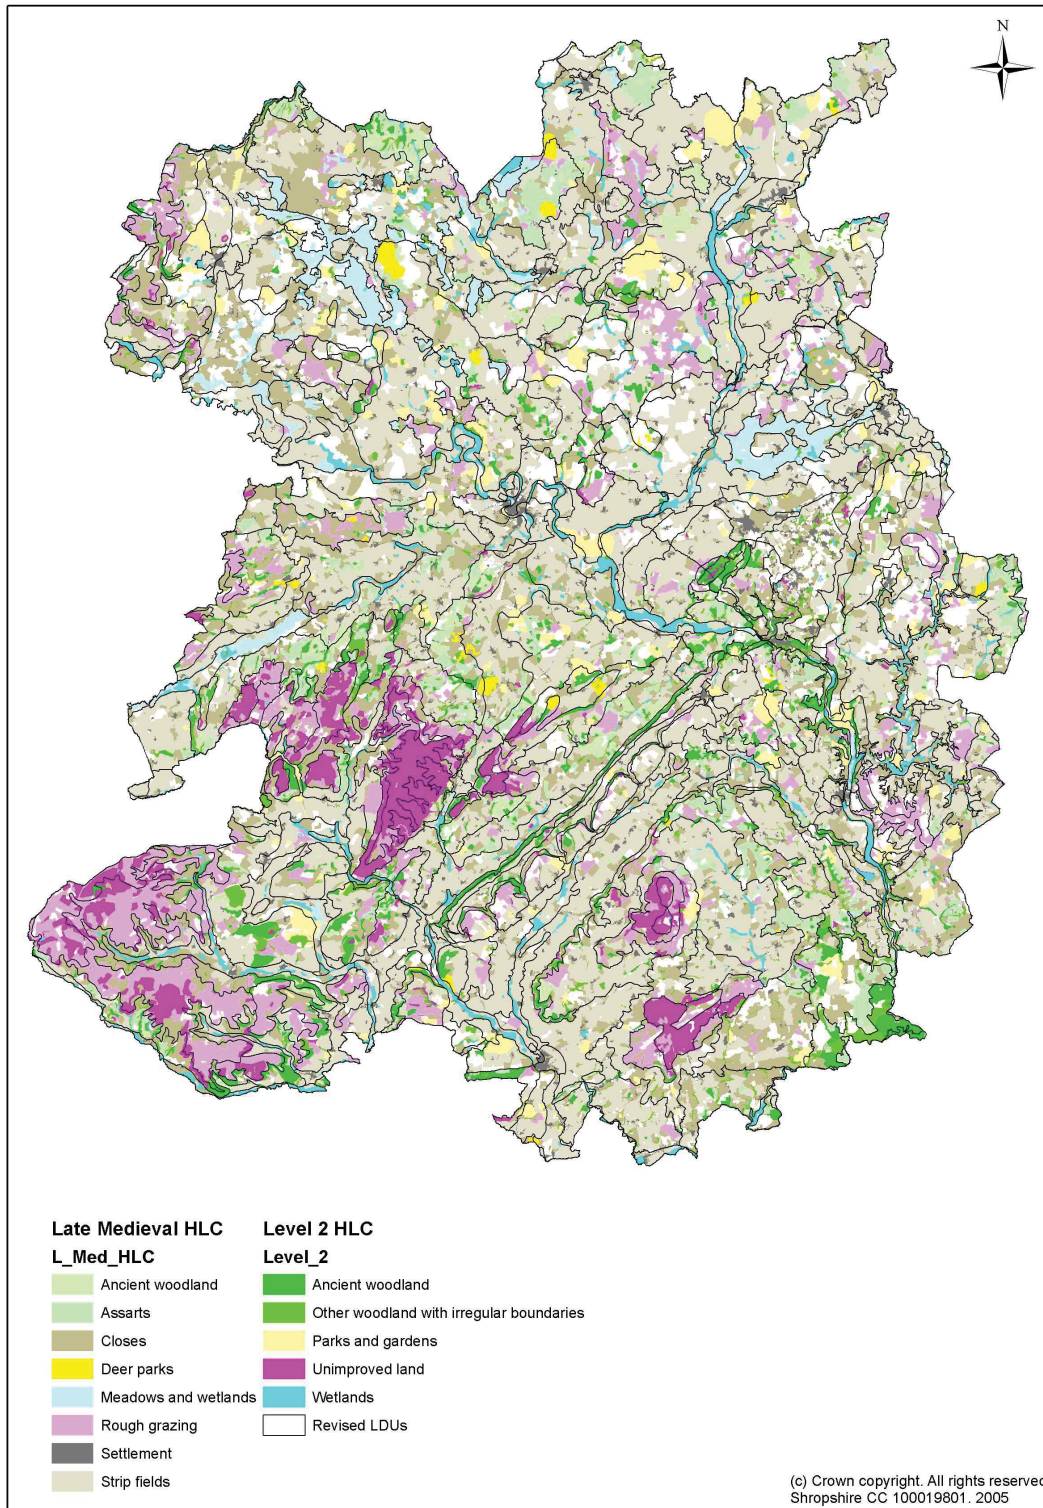 N
Late Medieval HLC
L_Med_HLC
Ancient woodland
Assarts
Closes
Deer parks
Meadows and wetlands
Rough grazing
Settlement
Strip fields
Level 2 HLC
Level_2
Ancient woodland
Other woodland with irregular boundaries
Parks and gardens
Unimproved land
Wetlands
Revised LDUs
(c) Crown copyright. All rights reserve
Shropshire CC 100019801. 2005